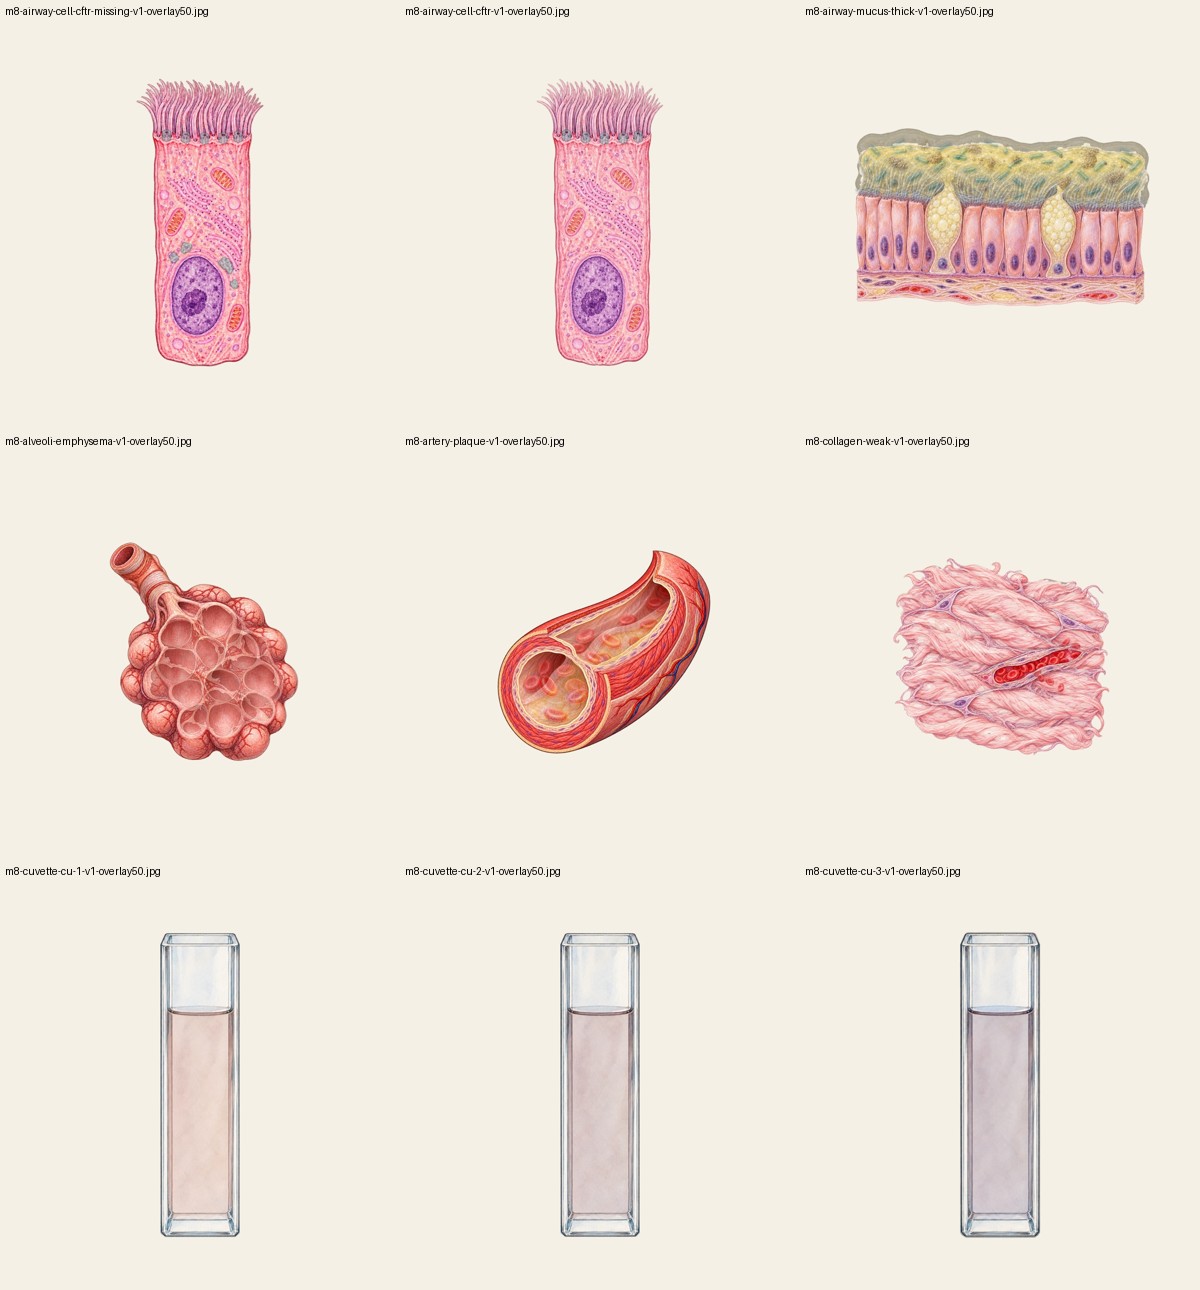 m8-airway-cell-cftr-missing-v1-overlay50.jpg
m8-airway-cell-cftr-v1-overlay50.jpg
m8-airway-mucus-thick-v1-overlay50.jpg
m8-alveoli-emphysema-v1-overlay50.jpg
m8-artery-plaque-v1-overlay50.jpg
m8-collagen-weak-v1-overlay50.jpg
m8-cuvette-cu-1-v1-overlay50.jpg
m8-cuvette-cu-2-v1-overlay50.jpg
m8-cuvette-cu-3-v1-overlay50.jpg